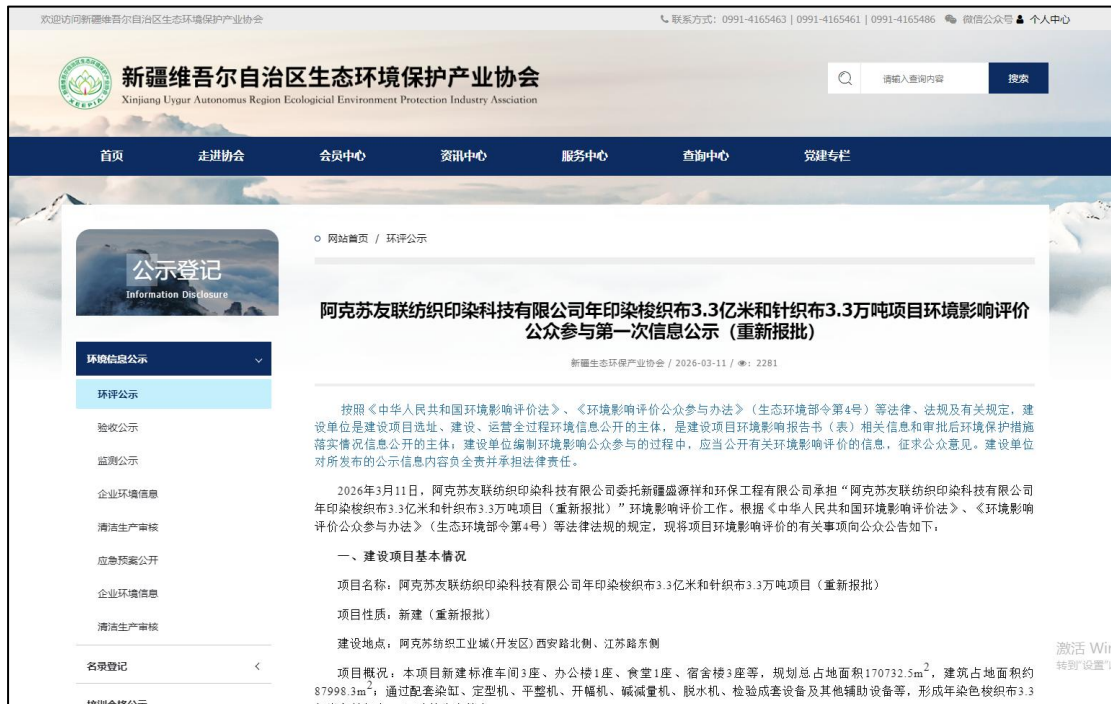 欢迎访问新疆维吾尔自治区生态环境保护产业协会
联系方式：0991-4165463 | 0991-4165461 | 0991-4165486 微信公众号 个人中心
新疆维吾尔自治区生态环境保护产业协会
Xinjiang Uygur Autonomus Region Ecologicial Environment Protection Industry Assciation
XEEPIA
请输入查询内容 搜索
首页 走进协会 会员中心 资讯中心 服务中心 查询中心 党建专栏
公示登记
Information Disclosure
网站首页 / 环评公示
阿克苏友联纺织印染科技有限公司年印染梭织布3.3亿米和针织布3.3万吨项目环境影响评价
公众参与第一次信息公示（重新报批）
新疆生态环保产业协会 / 2026-03-11 / : 2281
环境信息公示
环评公示
验收公示
监测公示
企业环境信息
清洁生产审核
应急预案公开
企业环境信息
清洁生产审核
名录登记
按照《中华人民共和国环境影响评价法》、《环境影响评价公众参与办法》（生态环境部令第4号）等法律、法规及有关规定，建
设单位是建设项目选址、建设、运营全过程环境信息公开的主体，是建设项目环境影响报告书（表）相关信息和审批后环境保护措施
落实情况信息公开的主体；建设单位编制环境影响公众参与的过程中，应当公开有关环境影响评价的信息，征求公众意见。建设单位
对所发布的公示信息内容负全责并承担法律责任。
2026年3月11日，阿克苏友联纺织印染科技有限公司委托新疆盛源祥和环保工程有限公司承担“阿克苏友联纺织印染科技有限公司
年印染梭织布3.3亿米和针织布3.3万吨项目（重新报批）”环境影响评价工作。根据《中华人民共和国环境影响评价法》、《环境影响
评价公众参与办法》（生态环境部令第4号）等法律法规的规定，现将项目环境影响评价的有关事项向公众公告如下：
一、建设项目基本情况
项目名称：阿克苏友联纺织印染科技有限公司年印染梭织布3.3亿米和针织布3.3万吨项目（重新报批）
项目性质：新建（重新报批）
建设地点：阿克苏纺织工业城(开发区)西安路北侧、江苏路东侧
项目概况：本项目新建标准车间3座、办公楼1座、食堂1座、宿舍楼3座等，规划总占地面积170732.5m²，建筑占地面积约
87998.3m²；通过配套染缸、定型机、平整机、开幅机、碱减量机、脱水机、检验成套设备及其他辅助设备等，形成年染色梭织布3.3
激活 Win
转到"设置"